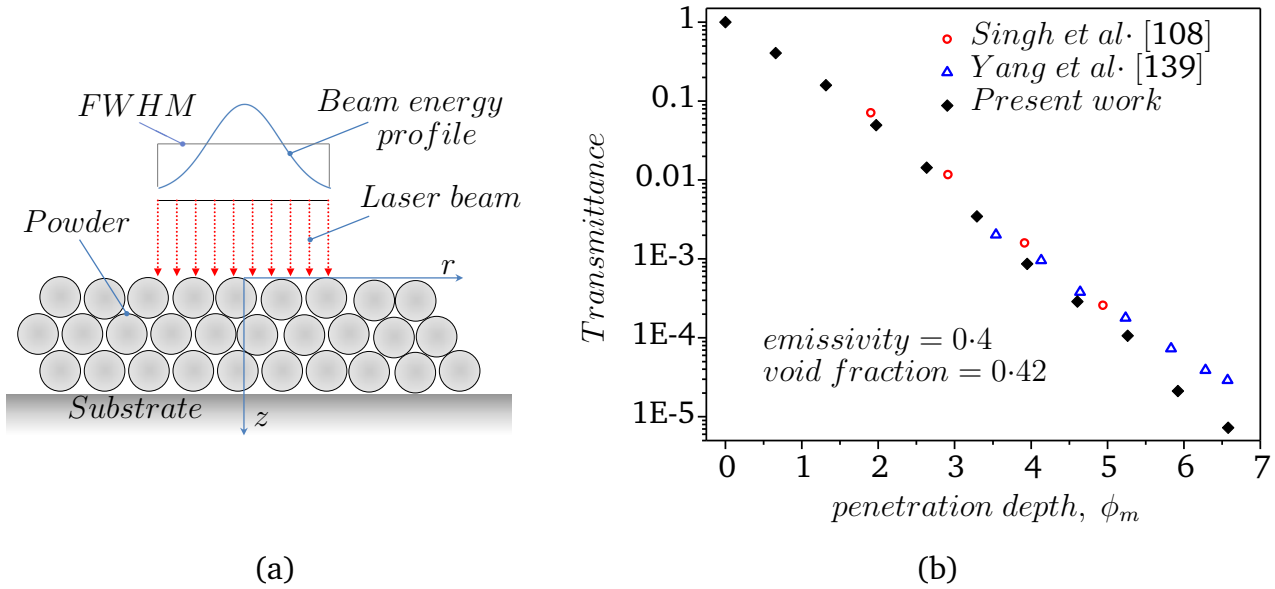 FWHM
Beam energy
profile
Laser beam
Powder
r
Substrate
z
(a)
Transmittance
1
0.1
0.01
1E-3
1E-4
1E-5
Singh et al· [108]
Yang et al· [139]
Present work
emissivity = 0·4
void fraction = 0·42
0 1 2 3 4 5 6 7
penetration depth, ϕₘ
(b)